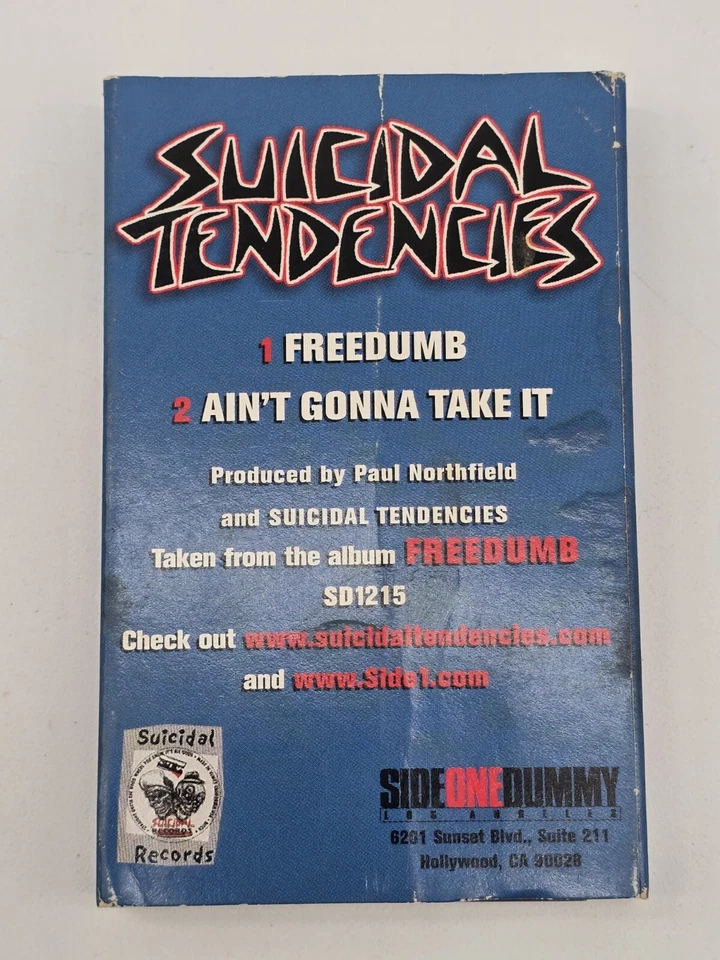 SUICIDAL
TENDENCIES
1 FREEDUMB
2 AIN'T GONNA TAKE IT
Produced by Paul Northfield
and SUICIDAL TENDENCIES
Taken from the album FREEDUMB
SD1215
Check out www.suicidaltendencies.com
and www.Side1.com
Suicidal
SUICIDAL
RECORDS
Records
SIDEONEDUMMY
LOS ANGELES
6201 Sunset Blvd., Suite 211
Hollywood, CA 90028